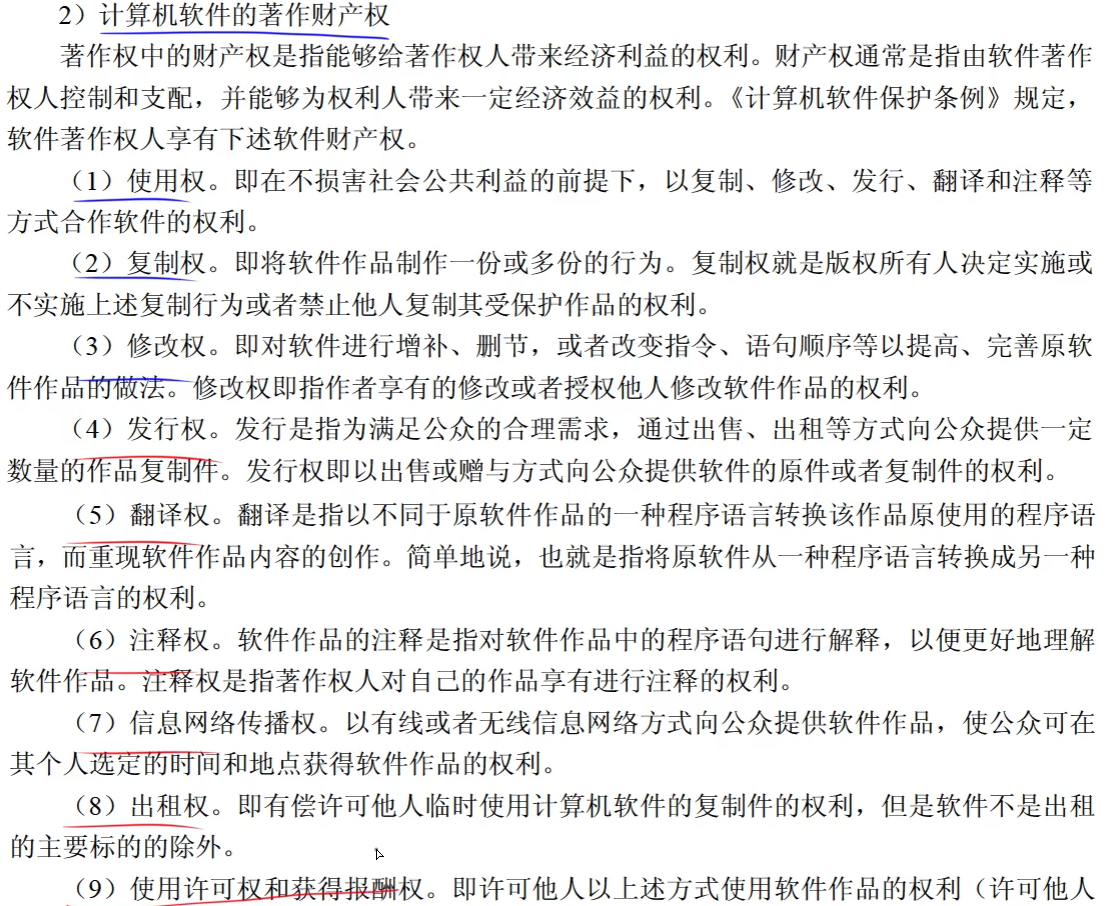 2）计算机软件的著作财产权
著作权中的财产权是指能够给著作权人带来经济利益的权利。财产权通常是指由软件著作
权人控制和支配，并能够为权利人带来一定经济效益的权利。《计算机软件保护条例》规定，
软件著作权人享有下述软件财产权。
（1）使用权。即在不损害社会公共利益的前提下，以复制、修改、发行、翻译和注释等
方式合作软件的权利。
（2）复制权。即将软件作品制作一份或多份的行为。复制权就是版权所有人决定实施或
不实施上述复制行为或者禁止他人复制其受保护作品的权利。
（3）修改权。即对软件进行增补、删节，或者改变指令、语句顺序等以提高、完善原软
件作品的做法。修改权即指作者享有的修改或者授权他人修改软件作品的权利。
（4）发行权。发行是指为满足公众的合理需求，通过出售、出租等方式向公众提供一定
数量的作品复制件。发行权即以出售或赠与方式向公众提供软件的原件或者复制件的权利。
（5）翻译权。翻译是指以不同于原软件作品的一种程序语言转换该作品原使用的程序语
言，而重现软件作品内容的创作。简单地说，也就是指将原软件从一种程序语言转换成另一种
程序语言的权利。
（6）注释权。软件作品的注释是指对软件作品中的程序语句进行解释，以便更好地理解
软件作品。注释权是指著作权人对自己的作品享有进行注释的权利。
（7）信息网络传播权。以有线或者无线信息网络方式向公众提供软件作品，使公众可在
其个人选定的时间和地点获得软件作品的权利。
（8）出租权。即有偿许可他人临时使用计算机软件的复制件的权利，但是软件不是出租
的主要标的的除外。
（9）使用许可权和获得报酬权。即许可他人以上述方式使用软件作品的权利（许可他人